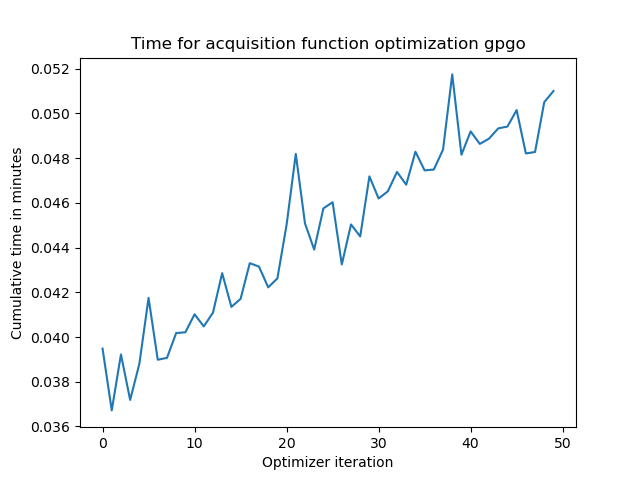 Time for acquisition function optimization gpgo
0.052
0.050
0.048
0.046
0.044
0.042
0.040
0.038
0.036
Cumulative time in minutes
0 10 20 30 40 50
Optimizer iteration